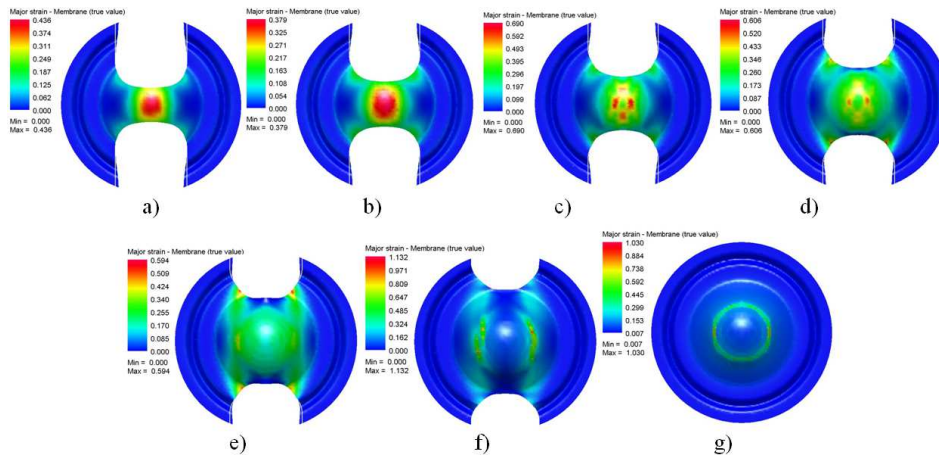 Major strain - Membrane (true value)
0.436
0.374
0.311
0.249
0.187
0.125
0.062
0.000
Min = 0.000
Max = 0.436
a)
Major strain - Membrane (true value)
0.379
0.325
0.271
0.217
0.163
0.108
0.054
0.000
Min = 0.000
Max = 0.379
b)
Major strain - Membrane (true value)
0.690
0.592
0.493
0.395
0.296
0.197
0.099
0.000
Min = 0.000
Max = 0.690
c)
Major strain - Membrane (true value)
0.606
0.520
0.433
0.346
0.260
0.173
0.087
0.000
Min = 0.000
Max = 0.606
d)
Major strain - Membrane (true value)
0.594
0.509
0.424
0.340
0.255
0.170
0.085
0.000
Min = 0.000
Max = 0.594
e)
Major strain - Membrane (true value)
1.132
0.971
0.809
0.647
0.485
0.324
0.162
0.000
Min = 0.000
Max = 1.132
f)
Major strain - Membrane (true value)
1.030
0.884
0.738
0.592
0.445
0.299
0.153
0.007
Min = 0.007
Max = 1.030
g)